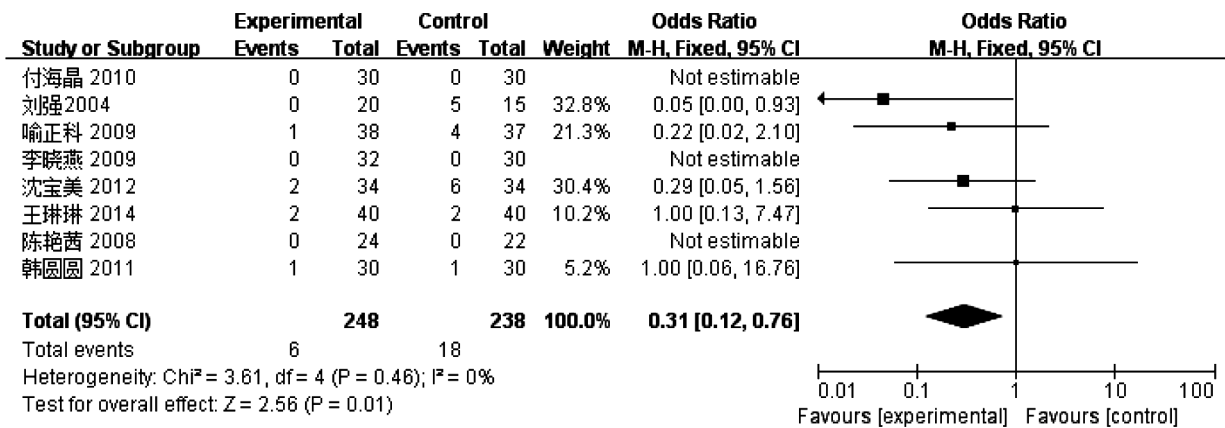 Experimental Control Odds Ratio Odds Ratio
Study or Subgroup Events Total Events Total Weight M-H, Fixed, 95% CI M-H, Fixed, 95% CI
付海晶 2010 0 30 0 30 Not estimable
刘强2004 0 20 5 15 32.8% 0.05 [0.00, 0.93]
喻正科 2009 1 38 4 37 21.3% 0.22 [0.02, 2.10]
李晓燕 2009 0 32 0 30 Not estimable
沈宝美 2012 2 34 6 34 30.4% 0.29 [0.05, 1.56]
王琳琳 2014 2 40 2 40 10.2% 1.00 [0.13, 7.47]
陈艳茜 2008 0 24 0 22 Not estimable
韩圆圆 2011 1 30 1 30 5.2% 1.00 [0.06, 16.76]
Total (95% CI) 248 238 100.0% 0.31 [0.12, 0.76]
Total events 6 18
Heterogeneity: Chi² = 3.61, df = 4 (P = 0.46); I² = 0%
Test for overall effect: Z = 2.56 (P = 0.01)
0.01 0.1 1 10 100
Favours [experimental] Favours [control]